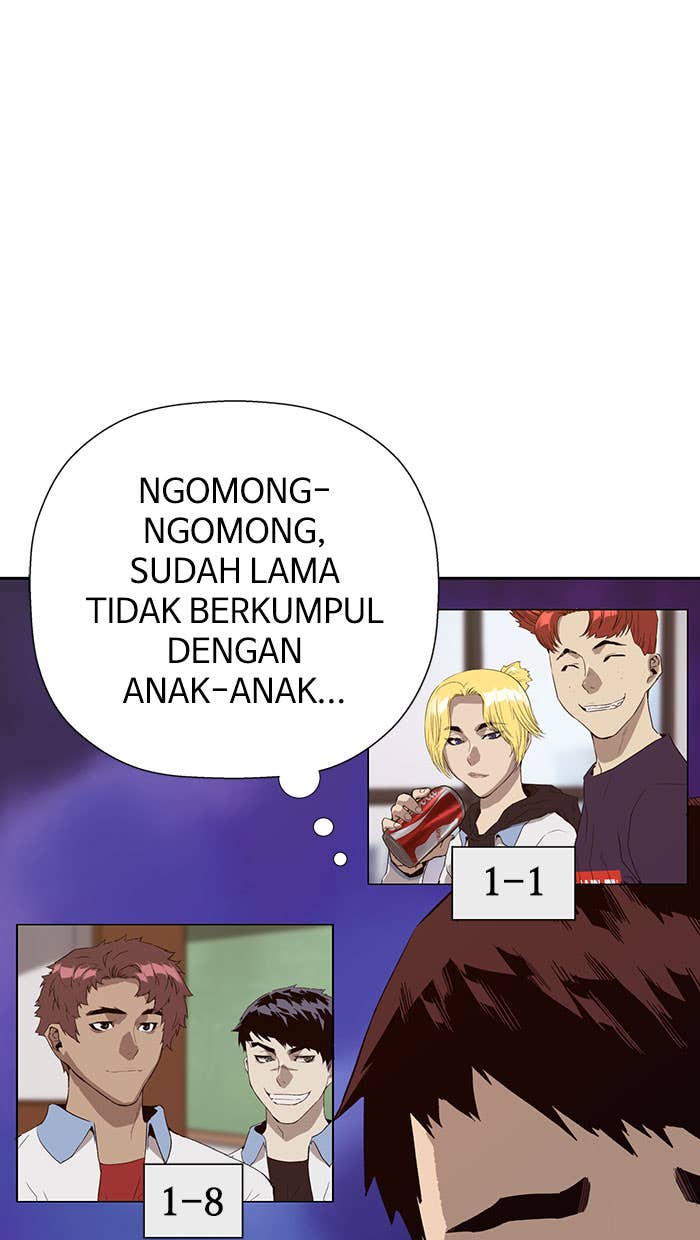 NGOMONG-
NGOMONG,
SUDAH LAMA
TIDAK BERKUMPUL
DENGAN
ANAK-ANAK...
1-1
1-8